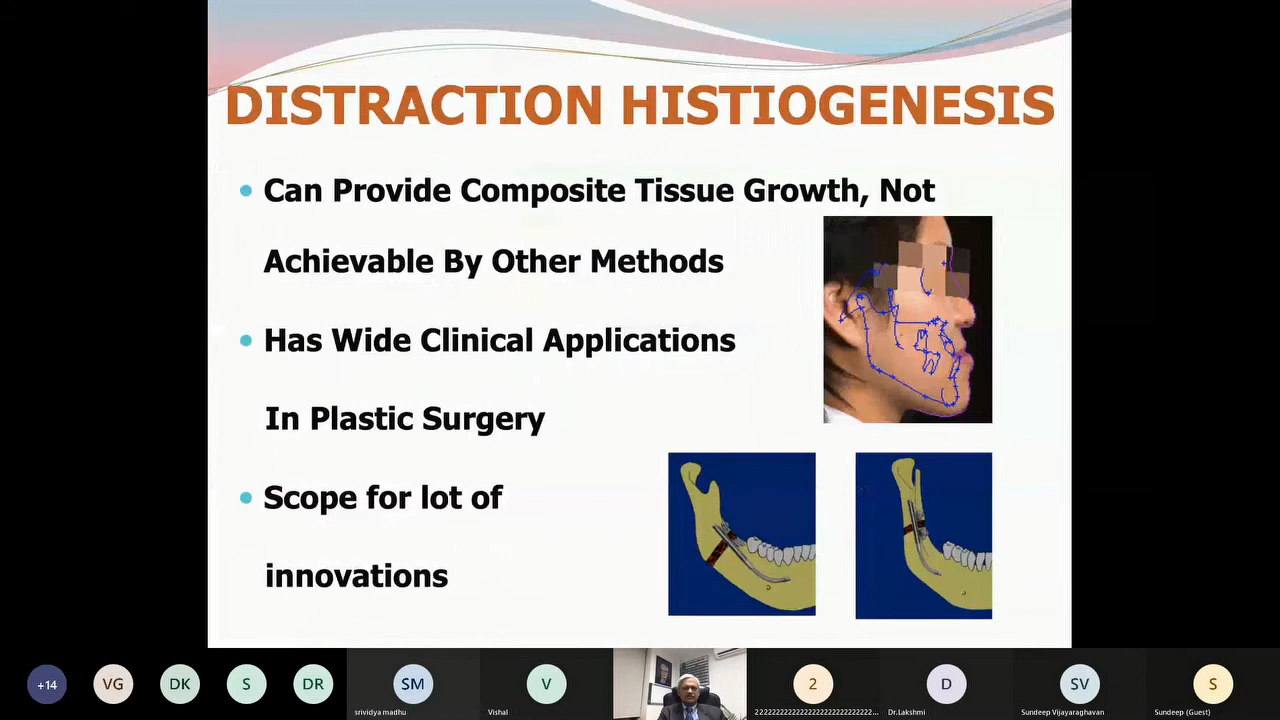 DISTRACTION HISTIOGENESIS
Can Provide Composite Tissue Growth, Not
Achievable By Other Methods
Has Wide Clinical Applications
In Plastic Surgery
Scope for lot of
innovations
+14
VG
DK
S
DR
SM
V
2
D
SV
S
srividya madhu
Vishal
222222222222222222222222222...
Dr.Lakshmi
Sundeep Vijayaraghavan
Sundeep (Guest)